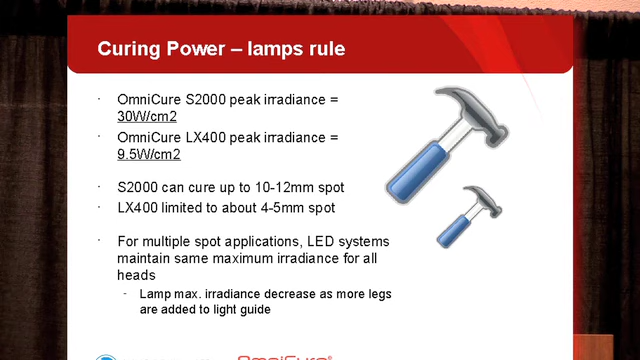 Curing Power – lamps rule
OmniCure S2000 peak irradiance =
30W/cm2
OmniCure LX400 peak irradiance =
9.5W/cm2
S2000 can cure up to 10-12mm spot
LX400 limited to about 4-5mm spot
For multiple spot applications, LED systems
maintain same maximum irradiance for all
heads
- Lamp max. irradiance decrease as more legs
are added to light guide
OmniCure®